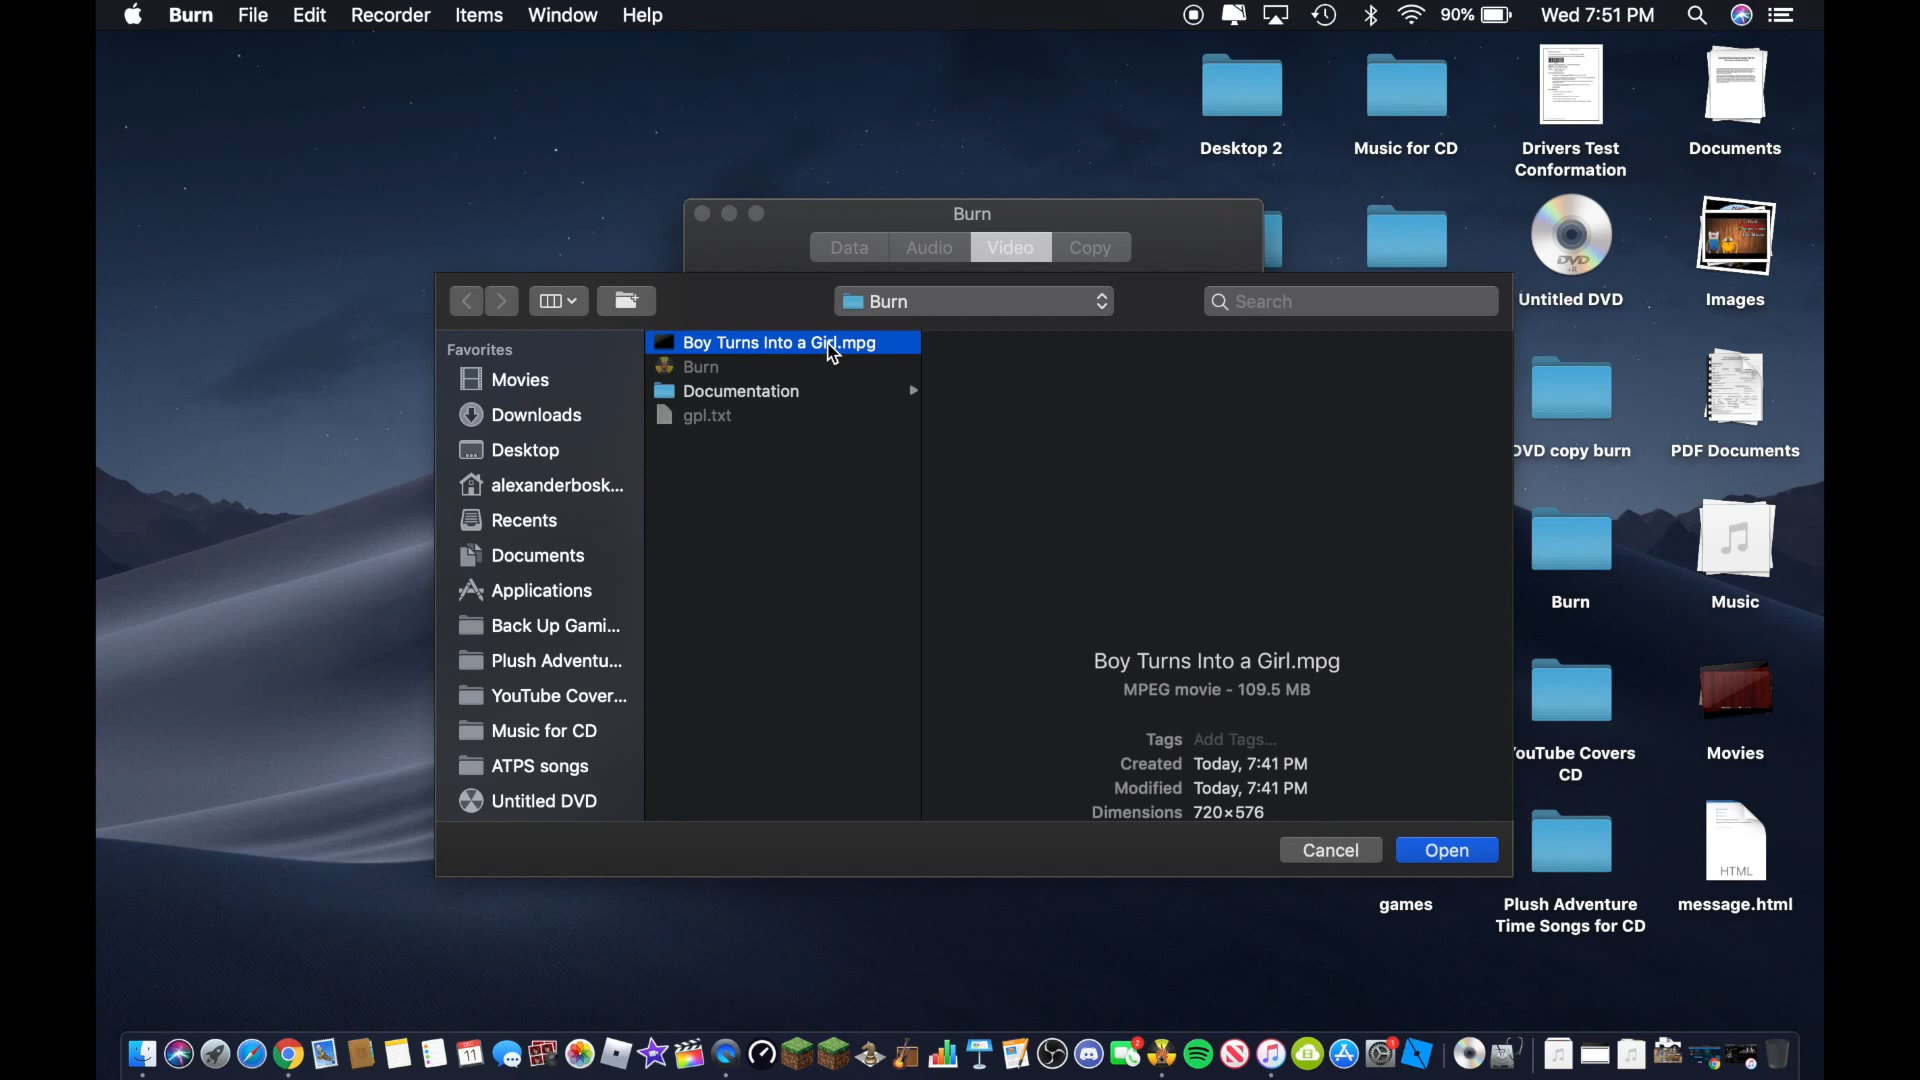 Burn File Edit Recorder Items Window Help
90% Wed 7:51 PM
Desktop 2
Music for CD
Drivers Test
Conformation
Documents
Burn
Data Audio Video Copy
DVD
+R
Untitled DVD
Images
Burn
Search
Favorites
Movies
Downloads
Desktop
alexanderbosk...
Recents
Documents
Applications
Back Up Gami...
Plush Adventu...
YouTube Cover...
Music for CD
ATPS songs
Untitled DVD
Boy Turns Into a Girl.mpg
Burn
Documentation
gpl.txt
Boy Turns Into a Girl.mpg
MPEG movie - 109.5 MB
Tags Add Tags...
Created Today, 7:41 PM
Modified Today, 7:41 PM
Dimensions 720×576
Cancel Open
DVD copy burn
PDF Documents
Burn
Music
YouTube Covers
CD
Movies
games
Plush Adventure
Time Songs for CD
HTML
message.html
11
2
1